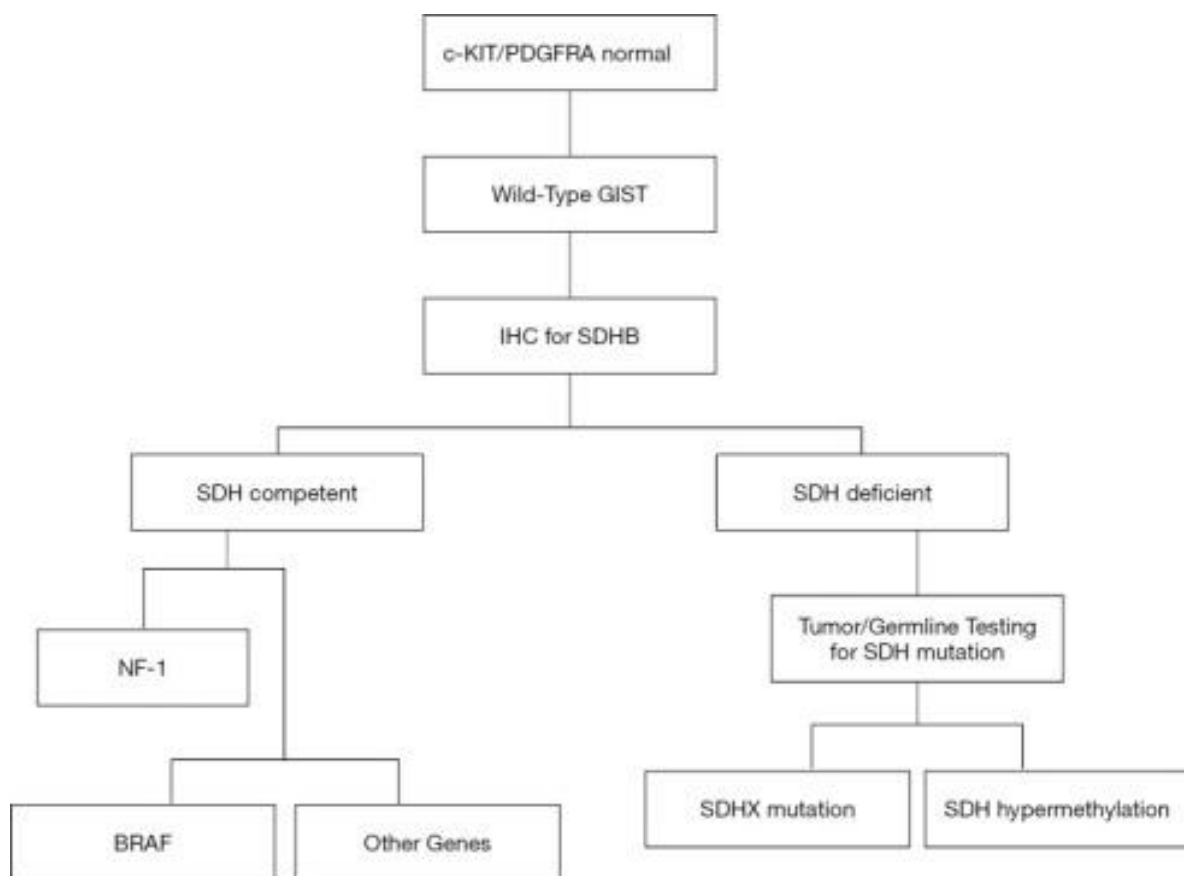 c-KIT/PDGFRA normal
Wild-Type GIST
IHC for SDHB
SDH competent
SDH deficient
Tumor/Germline Testing
for SDH mutation
NF-1
SDHX mutation
SDH hypermethylation
BRAF
Other Genes